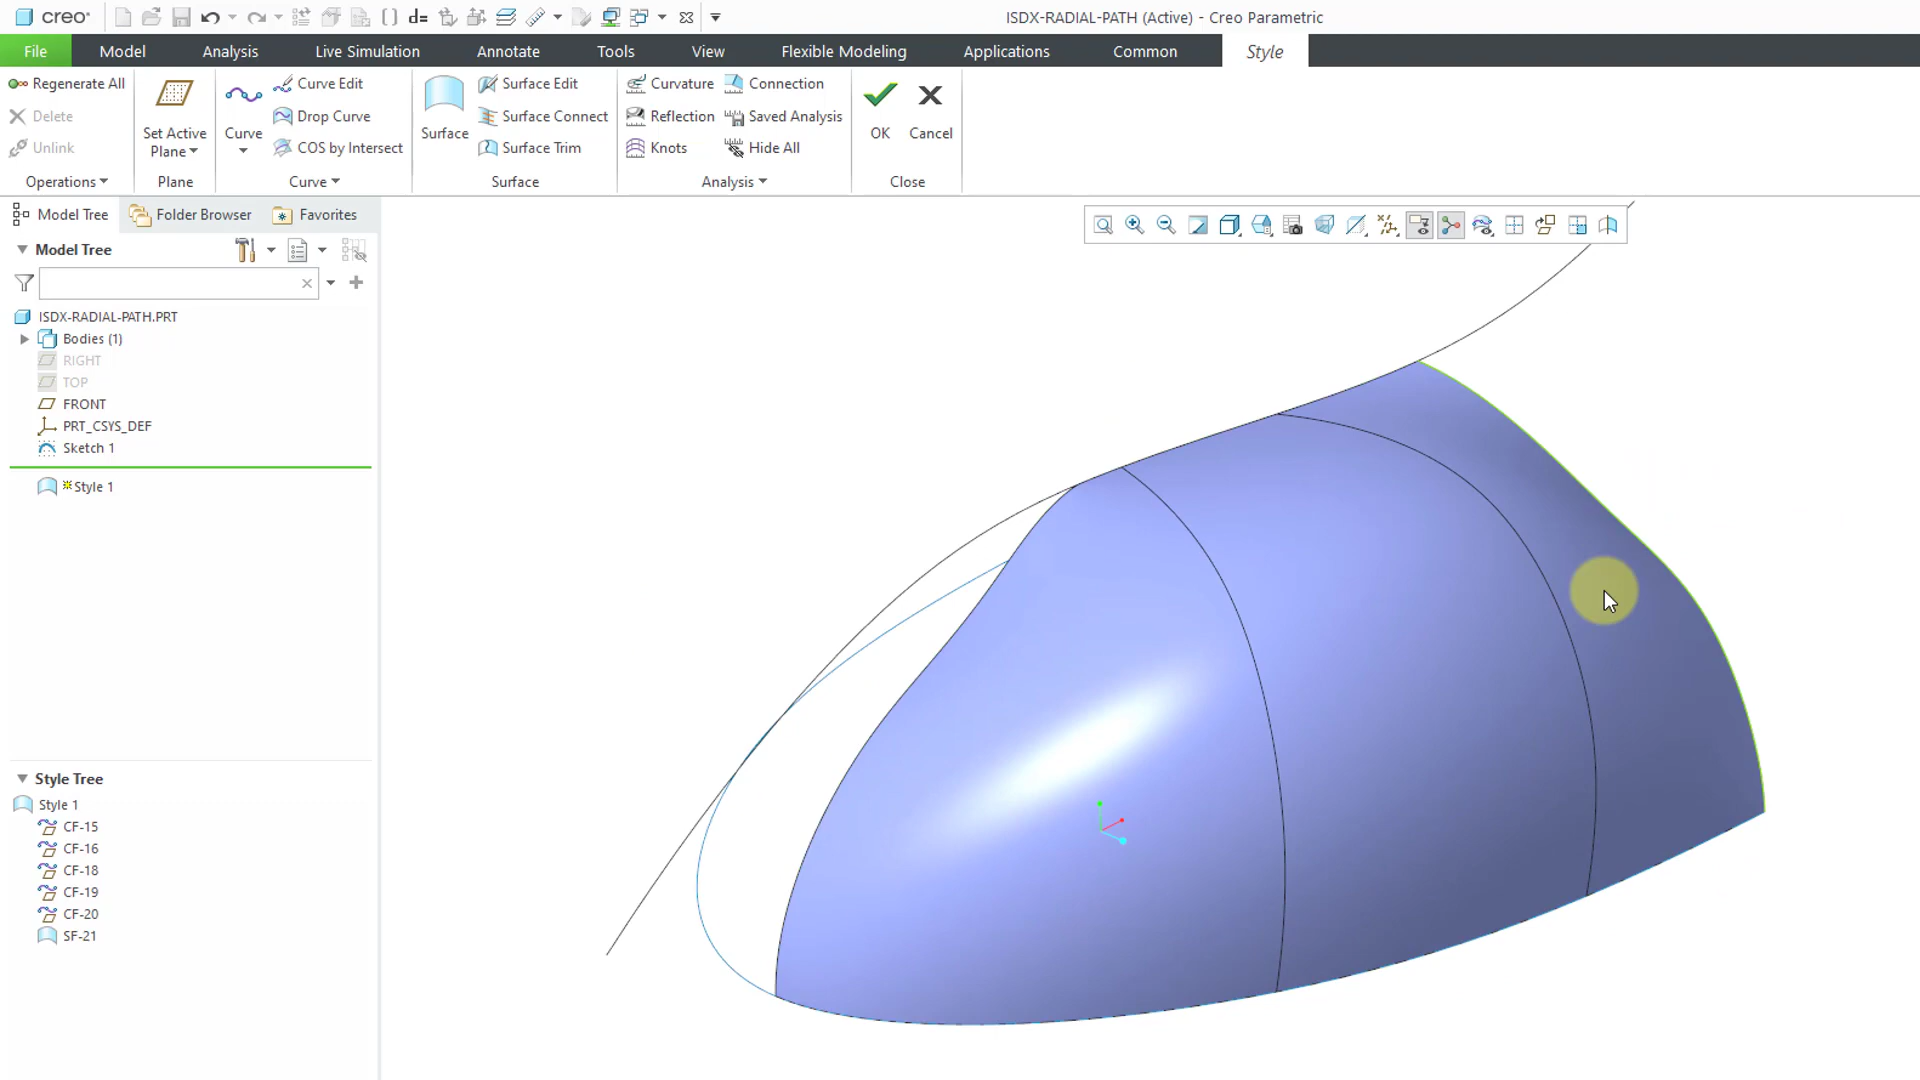 creo
d=
ISDX-RADIAL-PATH (Active) - Creo Parametric
File Model Analysis Live Simulation Annotate Tools View Flexible Modeling Applications Common Style
Regenerate All
Delete
Unlink
Operations
Set Active
Plane
Plane
Curve
Curve Edit
Drop Curve
COS by Intersect
Curve
Surface
Surface Edit
Surface Connect
Surface Trim
Surface
Curvature
Reflection
Knots
Connection
Saved Analysis
Hide All
Analysis
OK
Cancel
Close
Model Tree Folder Browser Favorites
Model Tree
ISDX-RADIAL-PATH.PRT
Bodies (1)
RIGHT
TOP
FRONT
PRT_CSYS_DEF
Sketch 1
Style 1
Style Tree
Style 1
CF-15
CF-16
CF-18
CF-19
CF-20
SF-21